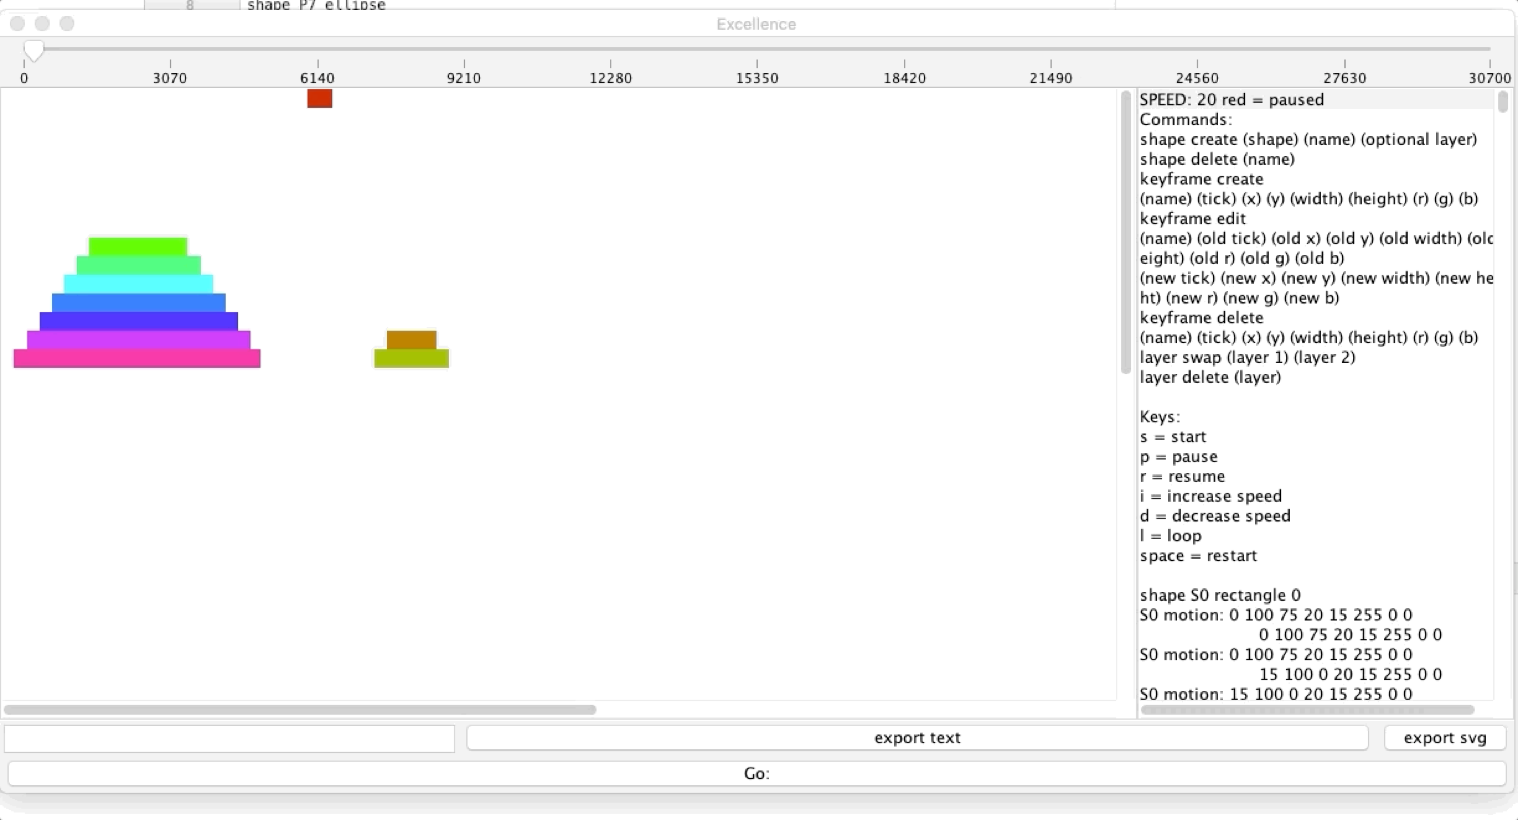 8 shape P7 ellipse
Excellence
0 3070 6140 9210 12280 15350 18420 21490 24560 27630 30700
SPEED: 20 red = paused
Commands:
shape create (shape) (name) (optional layer)
shape delete (name)
keyframe create
(name) (tick) (x) (y) (width) (height) (r) (g) (b)
keyframe edit
(name) (old tick) (old x) (old y) (old width) (old
eight) (old r) (old g) (old b)
(new tick) (new x) (new y) (new width) (new he
ht) (new r) (new g) (new b)
keyframe delete
(name) (tick) (x) (y) (width) (height) (r) (g) (b)
layer swap (layer 1) (layer 2)
layer delete (layer)
Keys:
s = start
p = pause
r = resume
i = increase speed
d = decrease speed
l = loop
space = restart
shape S0 rectangle 0
S0 motion: 0 100 75 20 15 255 0 0
0 100 75 20 15 255 0 0
S0 motion: 0 100 75 20 15 255 0 0
15 100 0 20 15 255 0 0
S0 motion: 15 100 0 20 15 255 0 0
export text
export svg
Go: